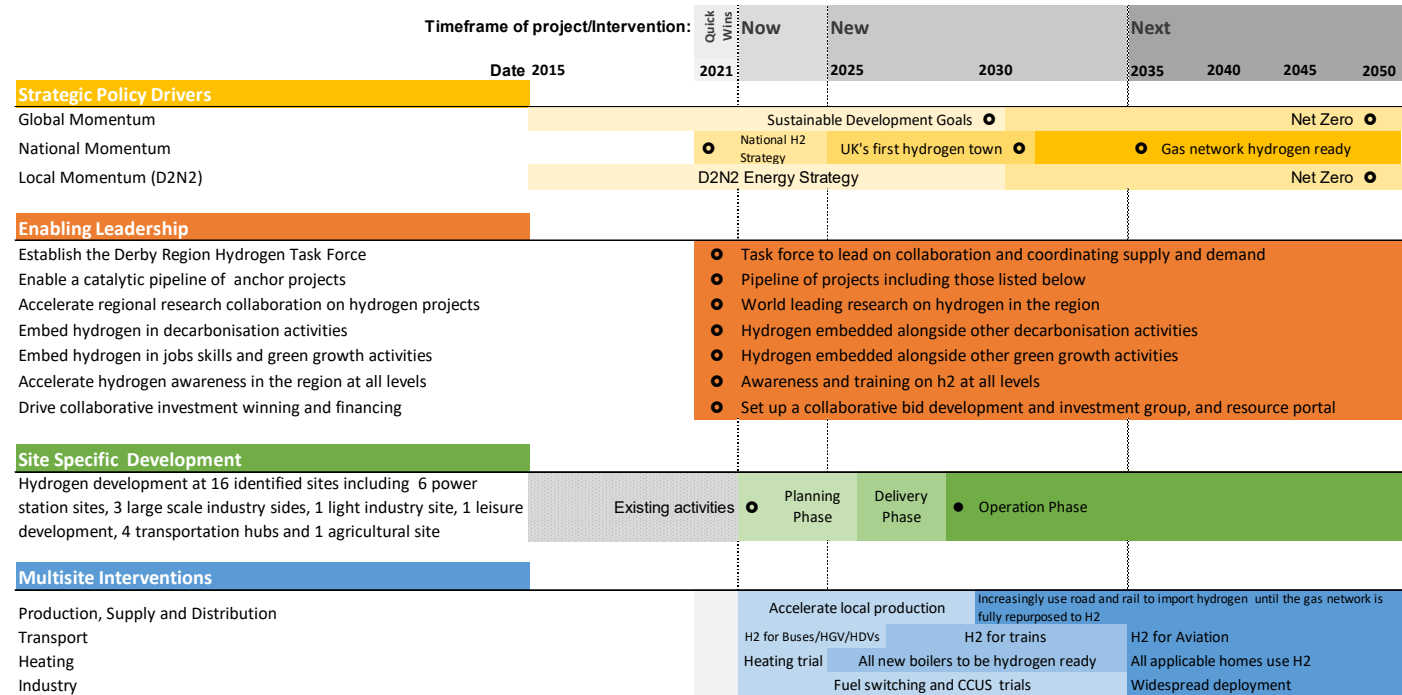 Timeframe of project/Intervention: Quick Wins Now New Next
Date 2015 2021 2025 2030 2035 2040 2045 2050
Strategic Policy Drivers
Global Momentum Sustainable Development Goals Net Zero
National Momentum National H2 Strategy UK's first hydrogen town Gas network hydrogen ready
Local Momentum (D2N2) D2N2 Energy Strategy Net Zero
Enabling Leadership
Establish the Derby Region Hydrogen Task Force Task force to lead on collaboration and coordinating supply and demand
Enable a catalytic pipeline of anchor projects Pipeline of projects including those listed below
Accelerate regional research collaboration on hydrogen projects World leading research on hydrogen in the region
Embed hydrogen in decarbonisation activities Hydrogen embedded alongside other decarbonisation activities
Embed hydrogen in jobs skills and green growth activities Hydrogen embedded alongside other green growth activities
Accelerate hydrogen awareness in the region at all levels Awareness and training on h2 at all levels
Drive collaborative investment winning and financing Set up a collaborative bid development and investment group, and resource portal
Site Specific Development
Hydrogen development at 16 identified sites including 6 power
station sites, 3 large scale industry sides, 1 light industry site, 1 leisure
development, 4 transportation hubs and 1 agricultural site
Existing activities
Planning
Phase
Delivery
Phase
Operation Phase
Multisite Interventions
Production, Supply and Distribution
Accelerate local production
Increasingly use road and rail to import hydrogen until the gas network is
fully repurposed to H2
Transport H2 for Buses/HGV/HDVs H2 for trains H2 for Aviation
Heating Heating trial All new boilers to be hydrogen ready All applicable homes use H2
Industry Fuel switching and CCUS trials Widespread deployment